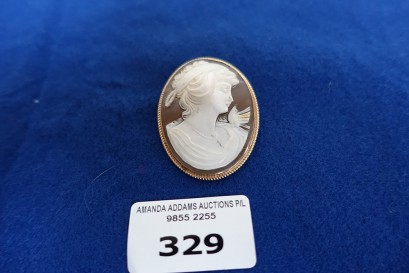 AMANDA ADDAMS AUCTIONS P/L
9855 2255
329